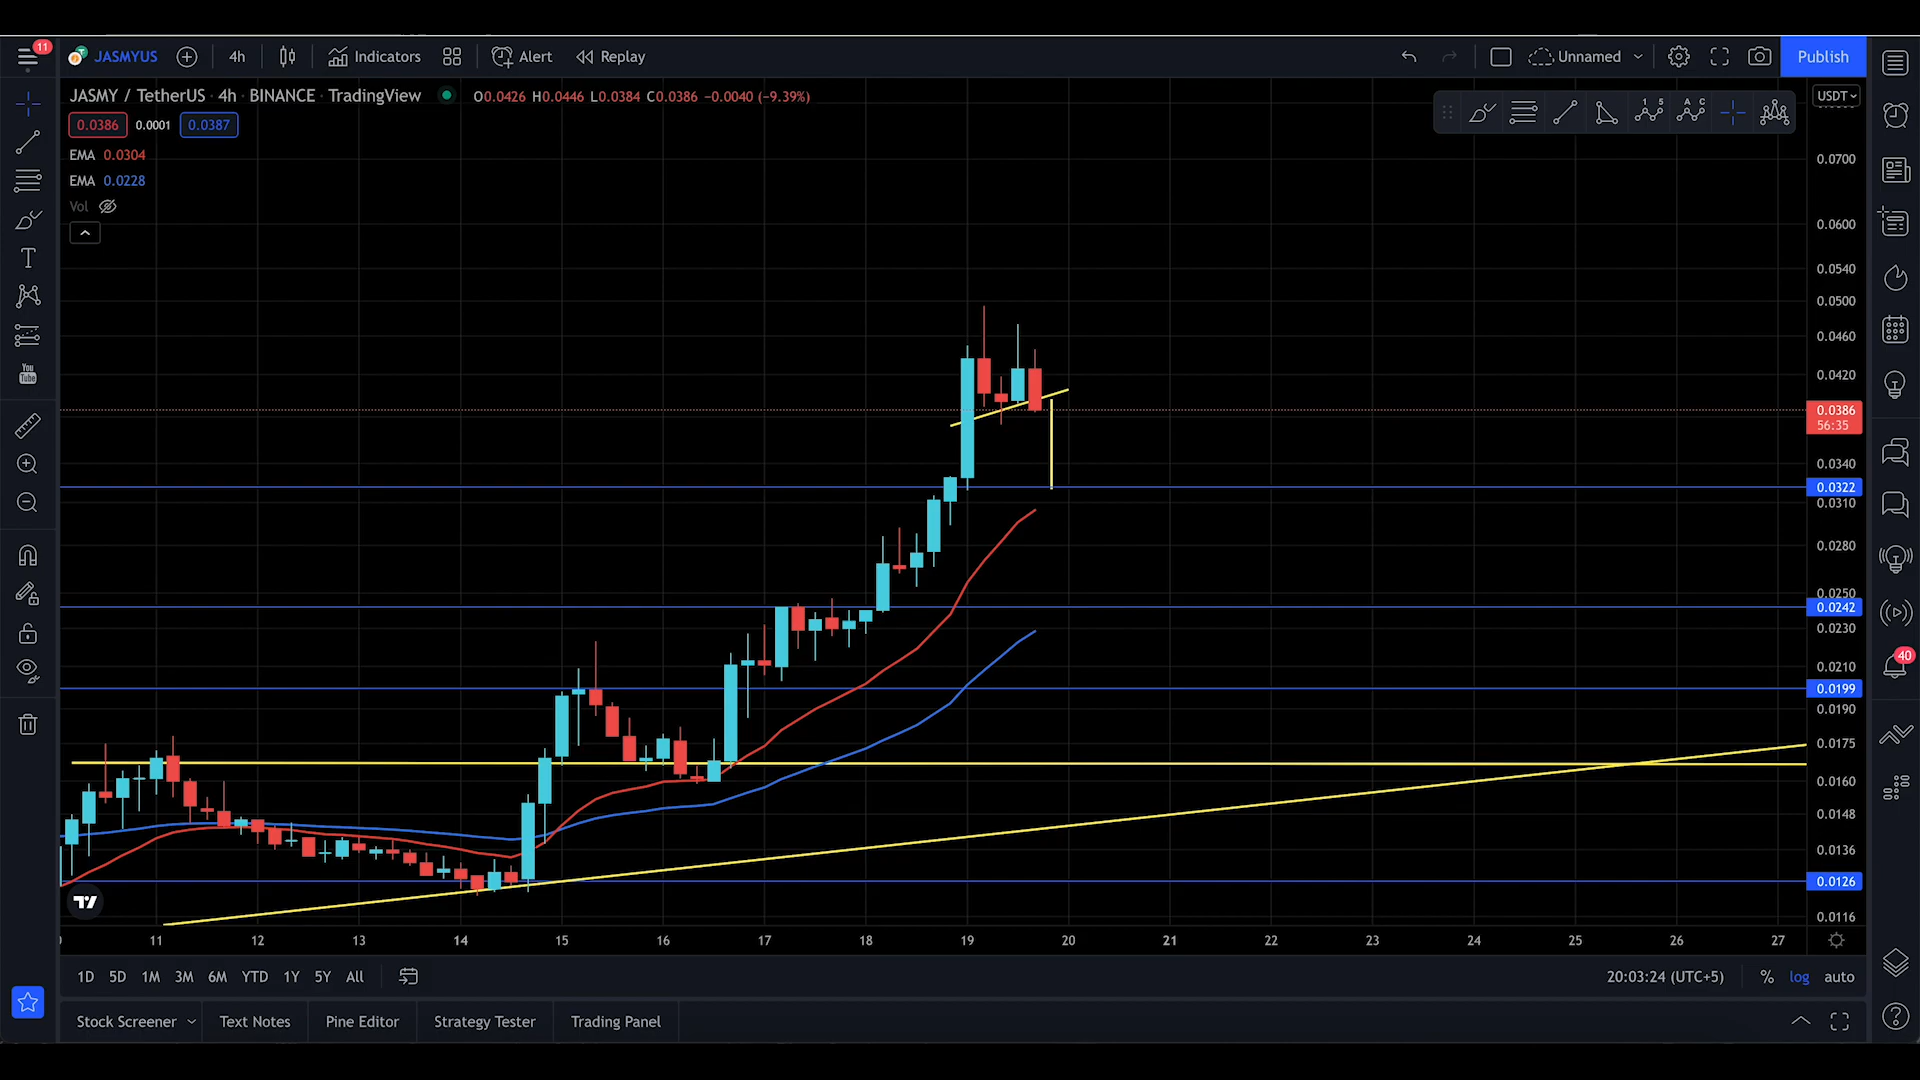 11
JASMYUS 4h Indicators Alert Replay Unnamed Publish
JASMY / TetherUS · 4h · BINANCE · TradingView O0.0426 H0.0446 L0.0384 C0.0386 −0.0040 (−9.39%)
USDT
0.0386 0.0001 0.0387
EMA 0.0304
EMA 0.0228
Vol
1 5
A C
T
You
Tube
0.0700
0.0600
0.0540
0.0500
0.0460
0.0420
0.0386
56:35
0.0340
0.0322
0.0310
0.0280
0.0250
0.0242
0.0230
0.0210
0.0199
0.0190
0.0175
0.0160
0.0148
0.0136
0.0126
0.0116
40
11 12 13 14 15 16 17 18 19 20 21 22 23 24 25 26 27
1D 5D 1M 3M 6M YTD 1Y 5Y All 20:03:24 (UTC+5) % log auto
Stock Screener Text Notes Pine Editor Strategy Tester Trading Panel